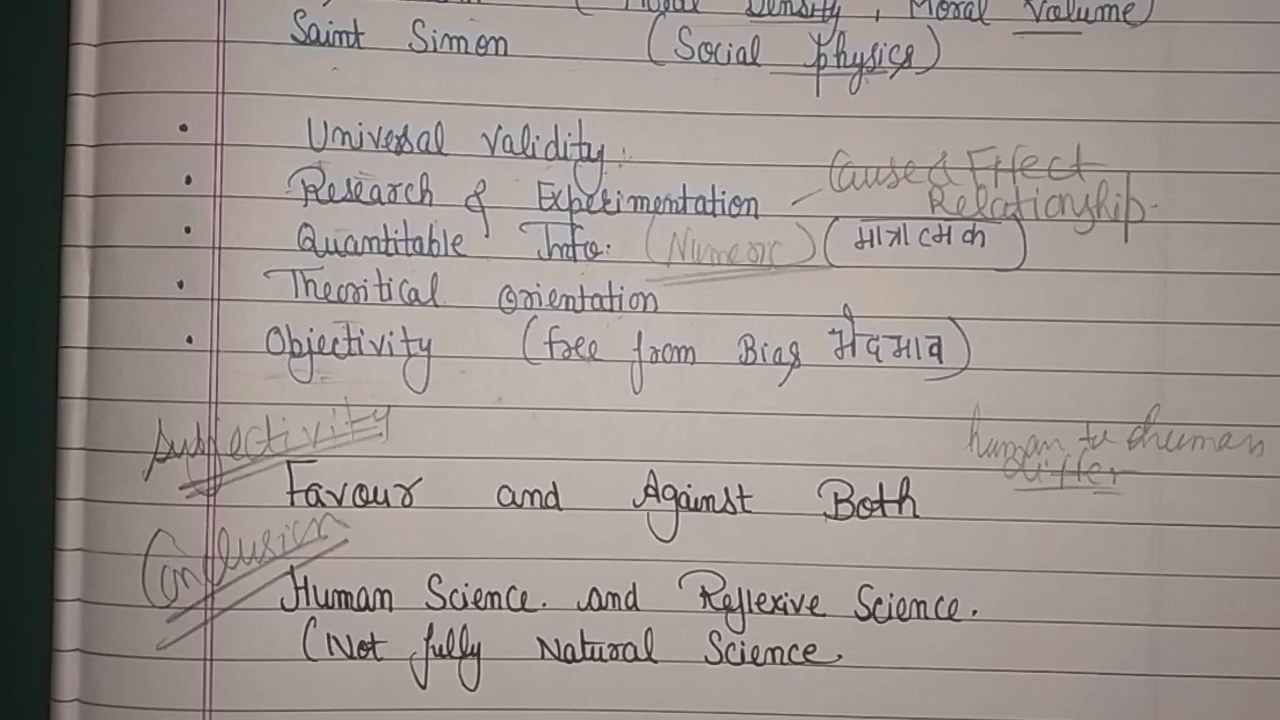 Density, Moral Volume)
Saint Simon (Social Physics)
• Universal Validity.
• Research & Experimentation – Cause & Effect Relationship.
• Quantitable Info. (Numeric) (मात्रात्मक)
• Theoritical Orientation
• Objectivity (free from Bias भेदभाव)
Subjectivity
human to human differ
Favour and Against Both
Conclusion
Human Science. and Reflexive Science.
(Not fully Natural Science.